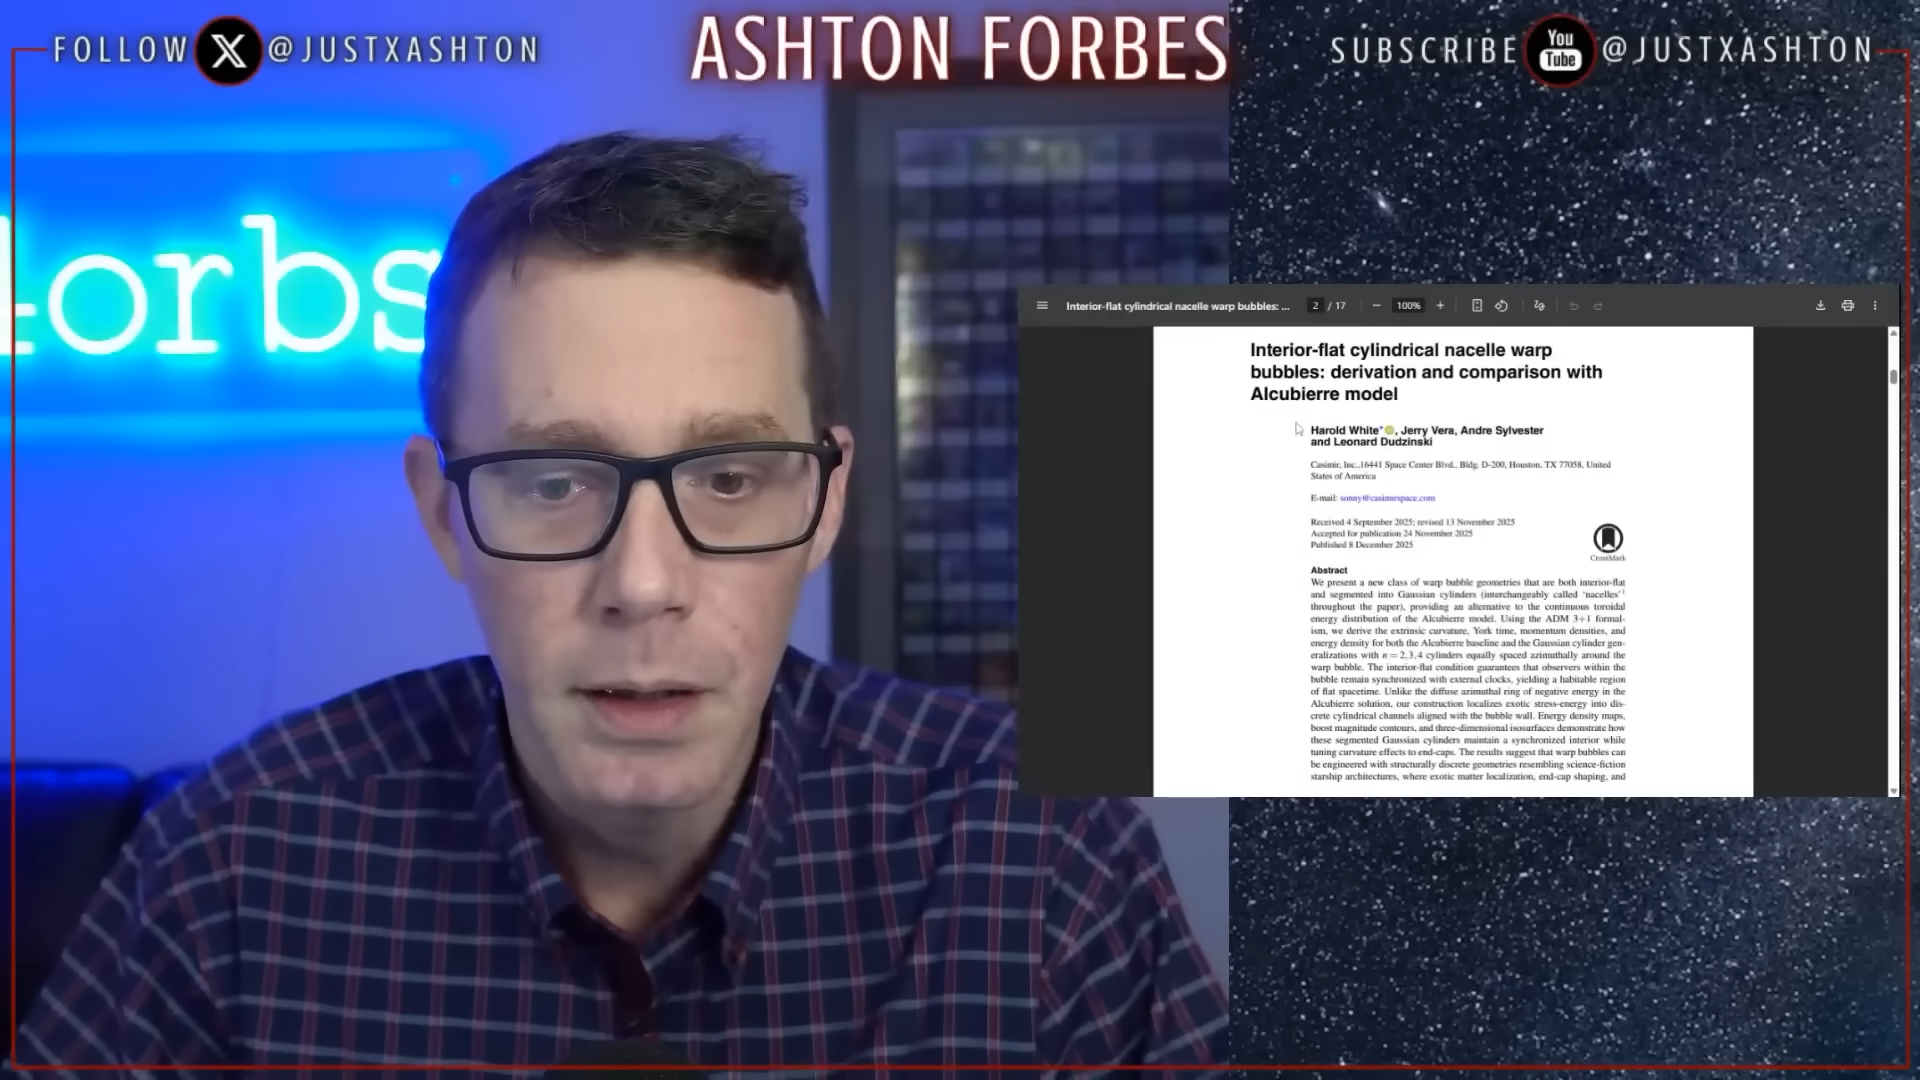 FOLLOW X @JUSTXASHTON
ASHTON FORBES
SUBSCRIBE You Tube @JUSTXASHTON
forbs
Interior-flat cylindrical nacelle warp bubbles: ... 2 / 17 100%
Interior-flat cylindrical nacelle warp
bubbles: derivation and comparison with
Alcubierre model
Harold White*, Jerry Vera, Andre Sylvester
and Leonard Dudzinski
Casimir, Inc.,16441 Space Center Blvd., Bldg. D-200, Houston, TX 77058, United
States of America
E-mail: sonny@casimirspace.com
Received 4 September 2025; revised 13 November 2025
Accepted for publication 24 November 2025
Published 8 December 2025
CrossMark
Abstract
We present a new class of warp bubble geometries that are both interior-flat
and segmented into Gaussian cylinders (interchangeably called 'nacelles'1
throughout the paper), providing an alternative to the continuous toroidal
energy distribution of the Alcubierre model. Using the ADM 3+1 formal-
ism, we derive the extrinsic curvature, York time, momentum densities, and
energy density for both the Alcubierre baseline and the Gaussian cylinder gen-
eralizations with n = 2,3,4 cylinders equally spaced azimuthally around the
warp bubble. The interior-flat condition guarantees that observers within the
bubble remain synchronized with external clocks, yielding a habitable region
of flat spacetime. Unlike the diffuse azimuthal ring of negative energy in the
Alcubierre solution, our construction localizes exotic stress-energy into dis-
crete cylindrical channels aligned with the bubble wall. Energy density maps,
boost magnitude contours, and three-dimensional isosurfaces demonstrate how
these segmented Gaussian cylinders maintain a synchronized interior while
tuning curvature effects to end-caps. The results suggest that warp bubbles can
be engineered with structurally discrete geometries resembling science-fiction
starship architectures, where exotic matter localization, end-cap shaping, and